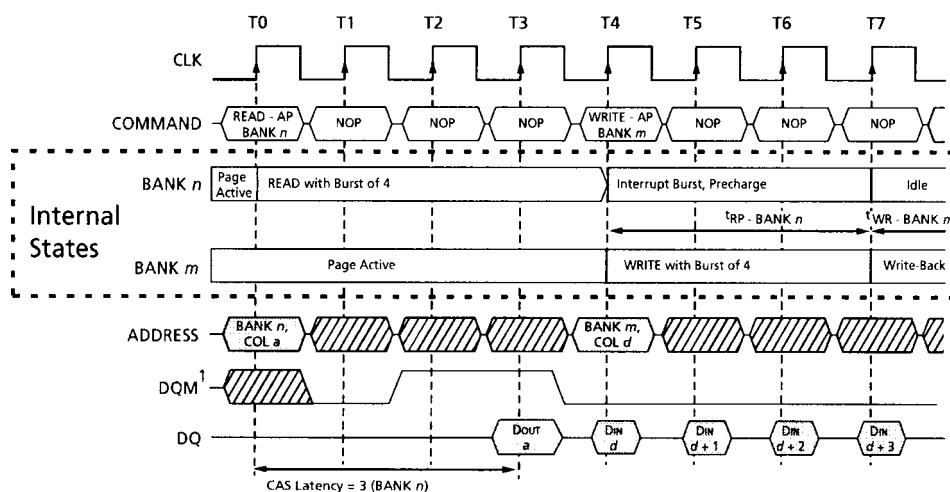 T0 T1 T2 T3 T4 T5 T6 T7
CLK
COMMAND
READ - AP
BANK n
NOP
NOP
NOP
WRITE - AP
BANK m
NOP
NOP
NOP
Internal
States
BANK n
Page
Active
READ with Burst of 4
Interrupt Burst, Precharge
Idle
tRP - BANK n
tWR - BANK m
BANK m
Page Active
WRITE with Burst of 4
Write-Back
ADDRESS
BANK n,
COL a
BANK m,
COL d
DQM1
DQ
DOUT
a
DIN
d
DIN
d + 1
DIN
d + 2
DIN
d + 3
CAS Latency = 3 (BANK n)